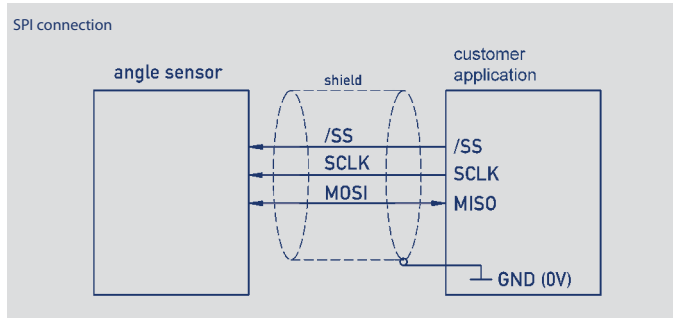 SPI connection
angle sensor
shield
customer
application
/SS
/SS
SCLK
SCLK
MOSI
MISO
GND (0V)